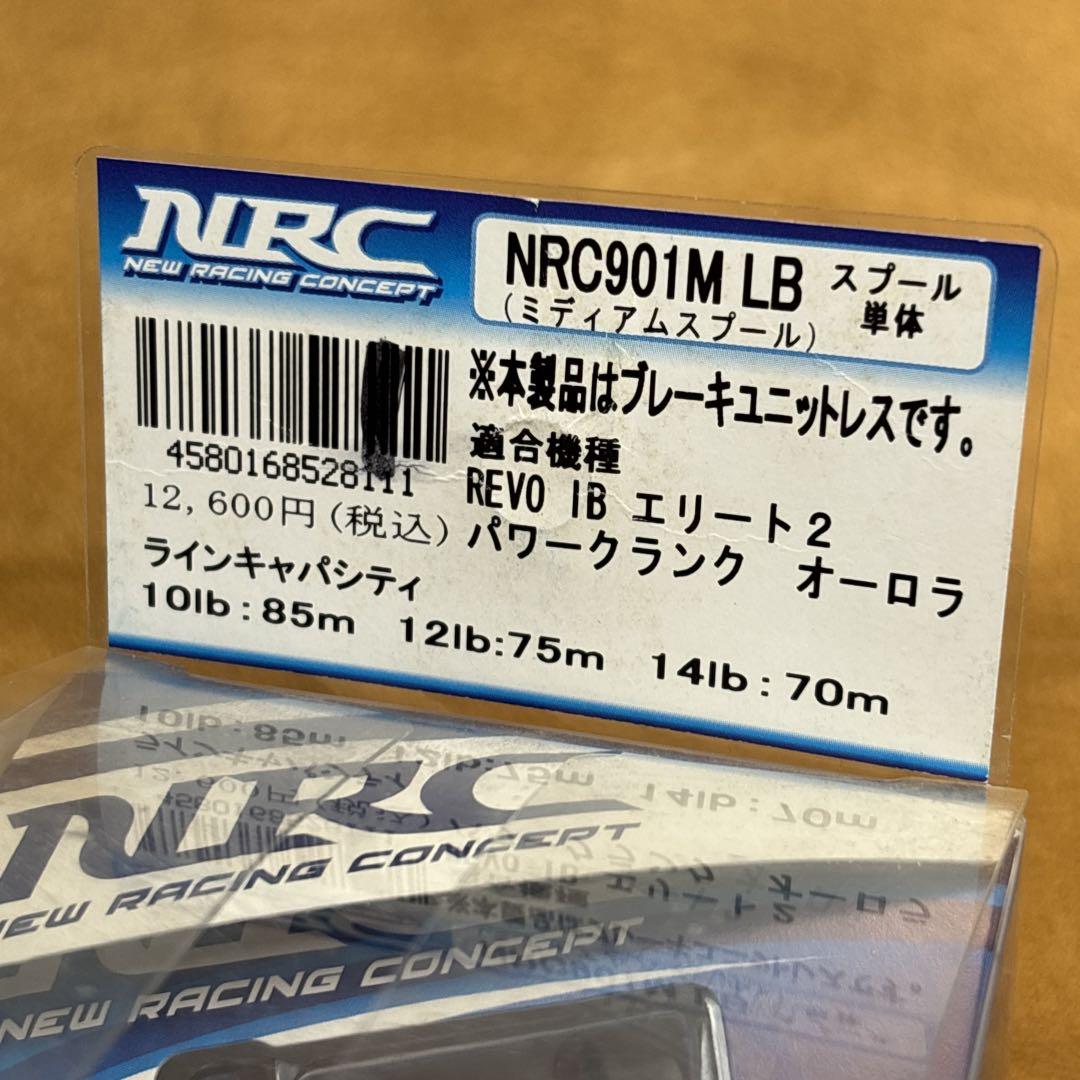 NRC
NEW RACING CONCEPT
NRC901M LB スプール単体
(ミディアムスプール)
※本製品はブレーキユニットレスです。
適合機種
REVO IB エリート2
パワークランク オーロラ
4580168528111
12,600円(税込)
ラインキャパシティ
10lb:85m 12lb:75m 14lb:70m
NRC
NEW RACING CONCEPT
NEW RACING CONCEPT